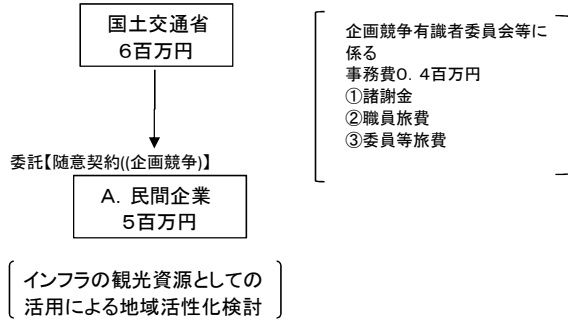 国土交通省
６百万円
企画競争有識者委員会等に
係る
事務費０．４百万円
①諸謝金
②職員旅費
③委員等旅費
委託【随意契約((企画競争)】
Ａ．民間企業
５百万円
インフラの観光資源としての
活用による地域活性化検討